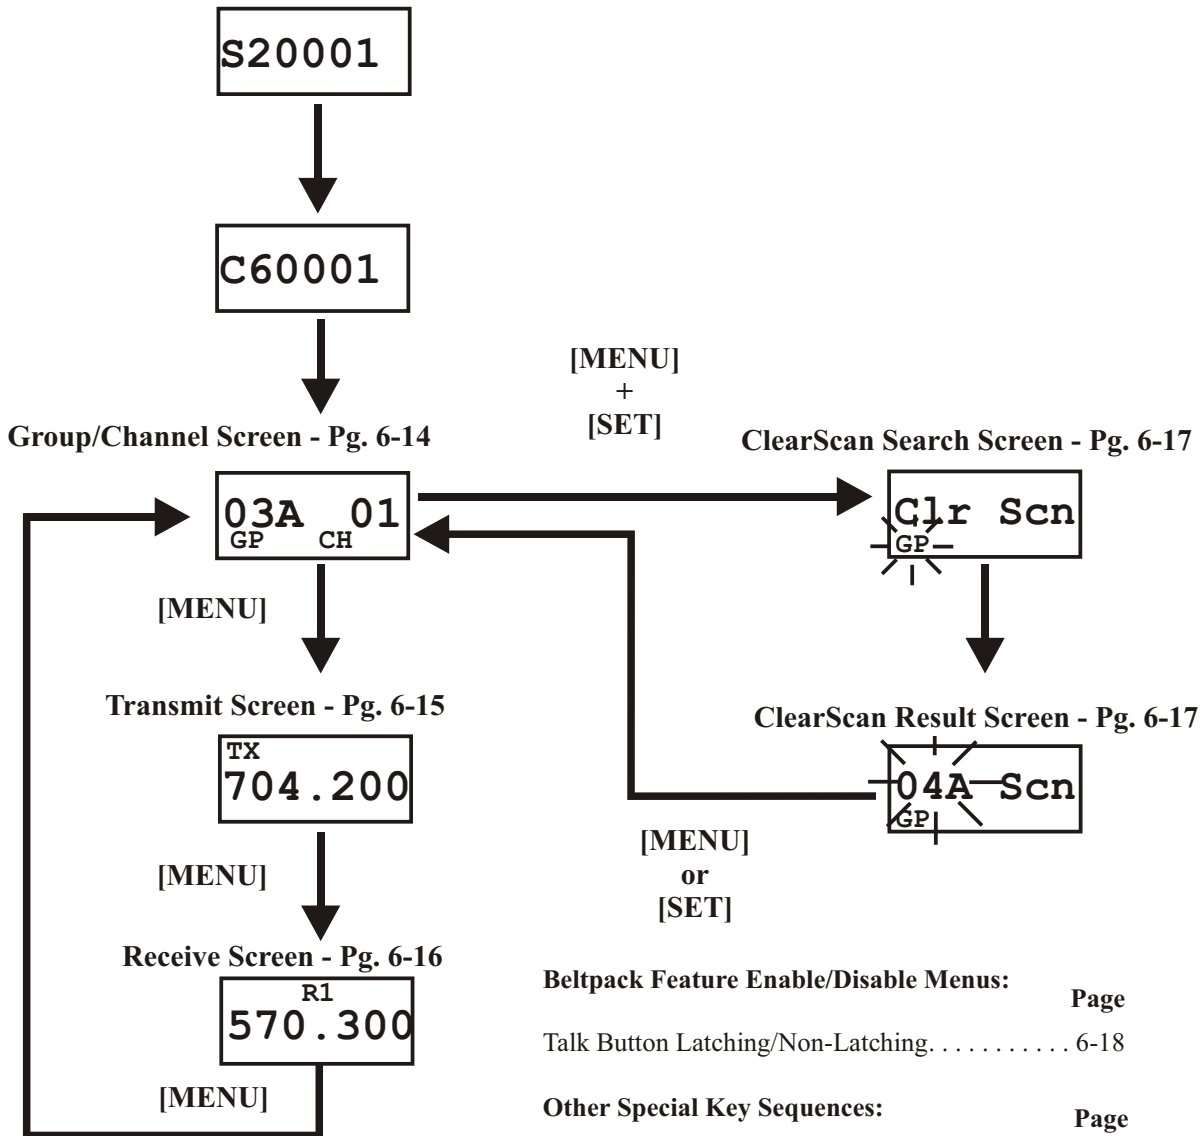 S20001
C60001
[MENU]
+
[SET]
Group/Channel Screen - Pg. 6-14
03A 01
GP CH
ClearScan Search Screen - Pg. 6-17
Clr Scn
GP
[MENU]
Transmit Screen - Pg. 6-15
TX
704.200
ClearScan Result Screen - Pg. 6-17
04A Scn
GP
[MENU]
or
[SET]
[MENU]
Receive Screen - Pg. 6-16
R1
570.300
[MENU]
Beltpack Feature Enable/Disable Menus:
Page
Talk Button Latching/Non-Latching. . . . . . . . . . . 6-18
Other Special Key Sequences:
Page